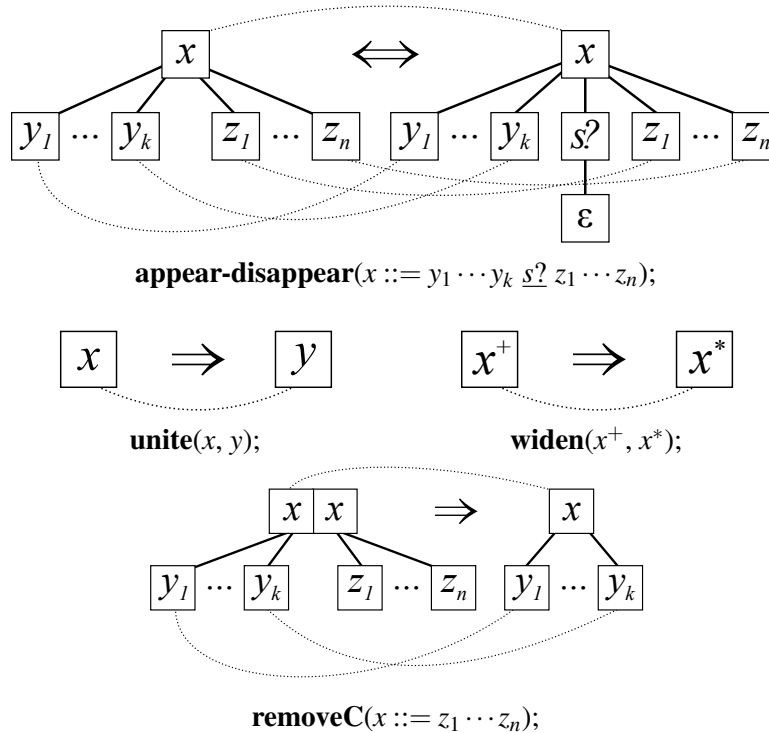 x ⇔ x
y₁ ... yₖ z₁ ... zₙ y₁ ... yₖ s? z₁ ... zₙ
ε
appear-disappear(x ::= y₁ ⋯ yₖ s? z₁ ⋯ zₙ);
x ⇒ y x⁺ ⇒ x*
unite(x, y); widen(x⁺, x*);
x x ⇒ x
y₁ ... yₖ z₁ ... zₙ y₁ ... yₖ
removeC(x ::= z₁ ⋯ zₙ);